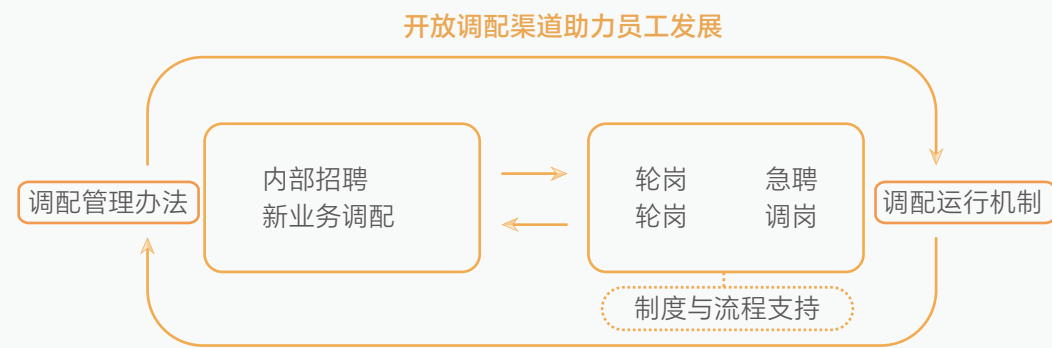 开放调配渠道助力员工发展
调配管理办法
内部招聘
新业务调配
轮岗 急聘
轮岗 调岗
调配运行机制
制度与流程支持